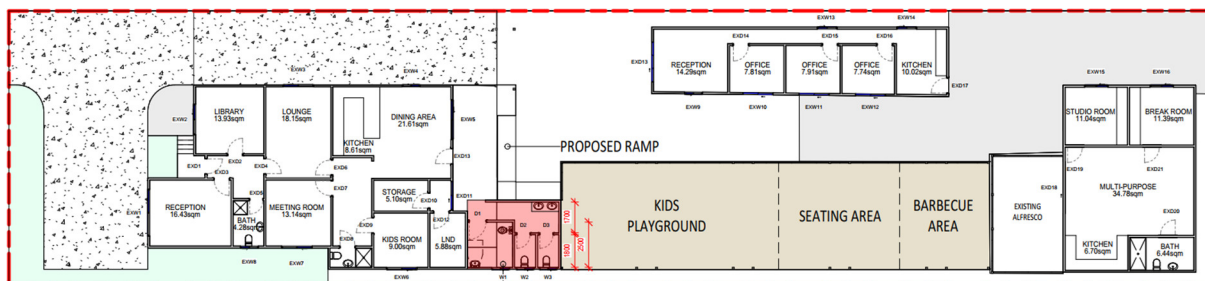 EXW13
EXW14
EXD14
EXD15
EXD16
EXD13
RECEPTION
14.29sqm
OFFICE
7.81sqm
OFFICE
7.91sqm
OFFICE
7.74sqm
KITCHEN
10.02sqm
EXD17
EXW9
EXW10
EXW11
EXW12
EXW3
EXW4
EXW2
LIBRARY
13.93sqm
LOUNGE
18.15sqm
DINING AREA
21.61sqm
KITCHEN
8.61sqm
EXW5
EXD1
EXD2
EXD3
EXD4
EXD6
EXD13
EXD7
EXD5
EXW1
RECEPTION
16.43sqm
BATH
4.28sqm
MEETING ROOM
13.14sqm
STORAGE
5.10sqm
EXD10
EXD11
EXD12
EXD9
EXD8
KIDS ROOM
9.00sqm
LND
5.88sqm
EXW8
EXW7
EXW6
D1
D2
D3
W1
W2
W3
1700
1800
2500
PROPOSED RAMP
KIDS
PLAYGROUND
SEATING AREA
BARBECUE
AREA
EXISTING
ALFRESCO
EXD18
EXW15
EXW16
STUDIO ROOM
11.04sqm
BREAK ROOM
11.39sqm
EXD19
EXD21
MULTI-PURPOSE
34.78sqm
EXD20
KITCHEN
6.70sqm
BATH
6.44sqm